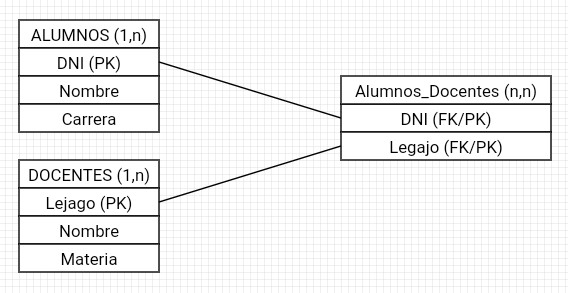 ALUMNOS (1,n)
DNI (PK)
Nombre
Carrera
DOCENTES (1,n)
Lejago (PK)
Nombre
Materia
Alumnos_Docentes (n,n)
DNI (FK/PK)
Legajo (FK/PK)